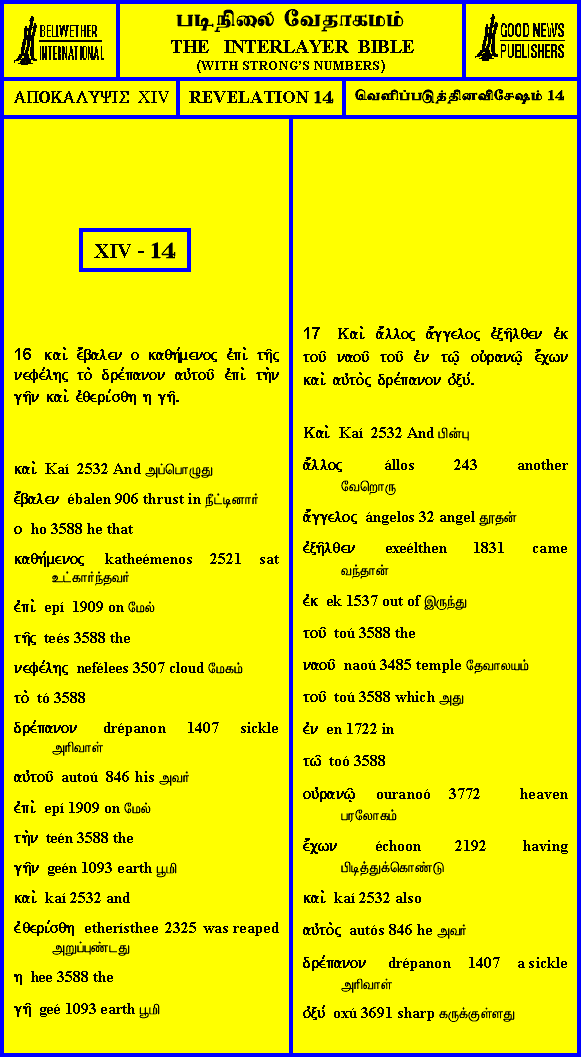 BELLWETHER INTERNATIONAL
படிநிலை வேதாகமம்
THE INTERLAYER BIBLE
(WITH STRONG'S NUMBERS)
GOOD NEWS PUBLISHERS
ΑΠΟΚΑΛΥΨΙΣ XIV
REVELATION 14
வெளிப்படுத்தினவிசேஷம் 14
XIV - 14
16 καὶ ἔβαλεν ο καθήμενος ἐπὶ τῆς
νεφέλης τὸ δρέπανον αὐτοῦ ἐπὶ τὴν
γῆν καὶ ἐθερίσθη η γῆ.
καὶ Kaí 2532 And அப்பொழுது
ἔβαλεν ébalen 906 thrust in நீட்டினார்
ο ho 3588 he that
καθήμενος katheémenos 2521 sat
உட்கார்ந்தவர்
ἐπὶ epí 1909 on மேல்
τῆς teés 3588 the
νεφέλης nefélees 3507 cloud மேகம்
τὸ tó 3588
δρέπανον drépanon 1407 sickle
அரிவாள்
αὐτοῦ autoú 846 his அவர்
ἐπὶ epí 1909 on மேல்
τὴν teén 3588 the
γῆν geén 1093 earth பூமி
καὶ kaí 2532 and
ἐθερίσθη etherísthee 2325 was reaped
அறுப்புண்டது
η hee 3588 the
γῆ geé 1093 earth பூமி
17 Καὶ ἄλλος ἄγγελος ἐξῆλθεν ἐκ
τοῦ ναοῦ τοῦ ἐν τῷ οὐρανῷ ἔχων
καὶ αὐτὸς δρέπανον ὀξύ.
Καὶ Kaí 2532 And பின்பு
ἄλλος állos 243 another
வேறொரு
ἄγγελος ángelos 32 angel தூதன்
ἐξῆλθεν exeélthen 1831 came
வந்தான்
ἐκ ek 1537 out of இருந்து
τοῦ toú 3588 the
ναοῦ naoú 3485 temple தேவாலயம்
τοῦ toú 3588 which அது
ἐν en 1722 in
τῶ toó 3588
οὐρανῷ ouranoó 3772 heaven
பரலோகம்
ἔχων échoon 2192 having
பிடித்துக்கொண்டு
καὶ kaí 2532 also
αὐτὸς autós 846 he அவர்
δρέπανον drépanon 1407 a sickle
அரிவாள்
ὀξύ oxú 3691 sharp கருக்குள்ளது